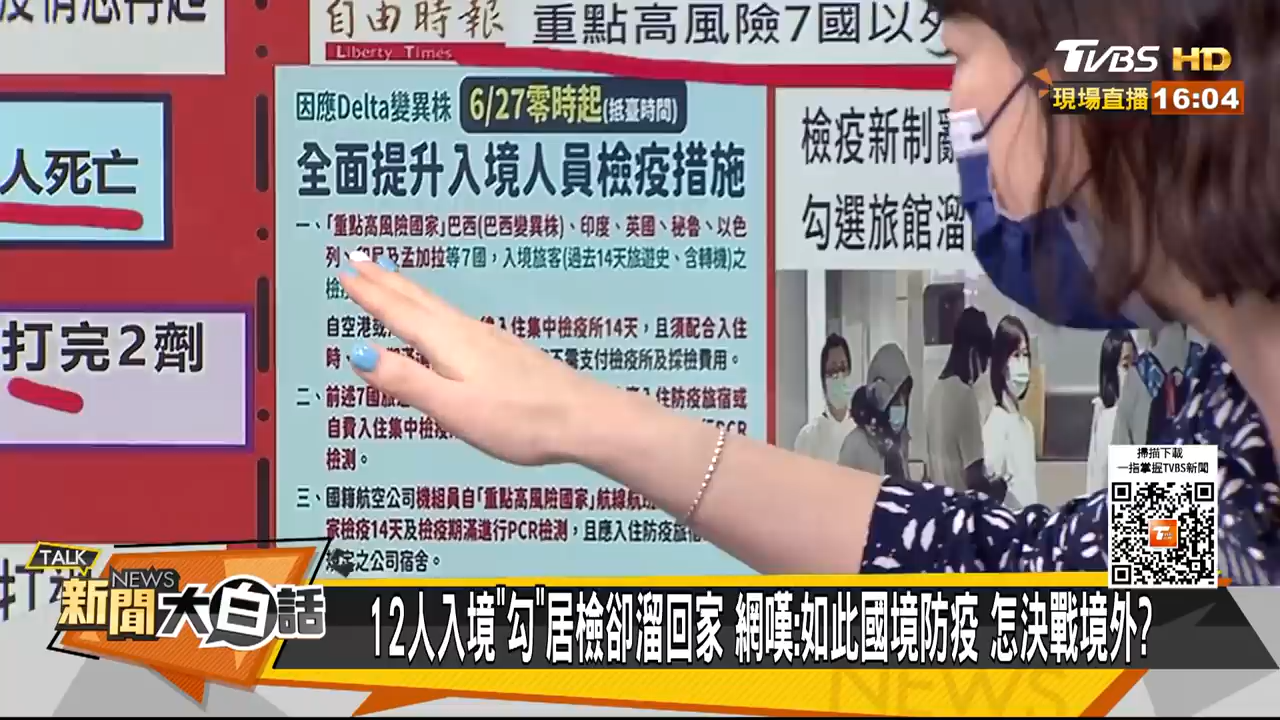 自由時報
Liberty Times
重點高風險7國以
TVBS HD
現場直播 16:04
因應Delta變異株 6/27零時起(抵臺時間)
全面提升入境人員檢疫措施
人死亡
檢疫新制亂
勾選旅館溜
一、「重點高風險國家」巴西(巴西變異株)、印度、英國、秘魯、以色
列、印尼及孟加拉等7國,入境旅客(過去14天旅遊史、含轉機)之
檢疫
自空港或
入住集中檢疫所14天,且須配合入住
時、
不需支付檢疫所及採檢費用。
打完2劑
二、前述7國旅
住防疫旅宿或
自費入住集中檢疫
PCR
檢測。
三、國籍航空公司機組員自「重點高風險國家」航線航班
家檢疫14天及檢疫期滿進行PCR檢測,且應入住防疫旅
之公司宿舍。
掃描下載
一指掌握TVBS新聞
TALK
NEWS
新聞大白話
12人入境"勾"居檢卻溜回家 網嘆:如此國境防疫 怎決戰境外?
NEWS